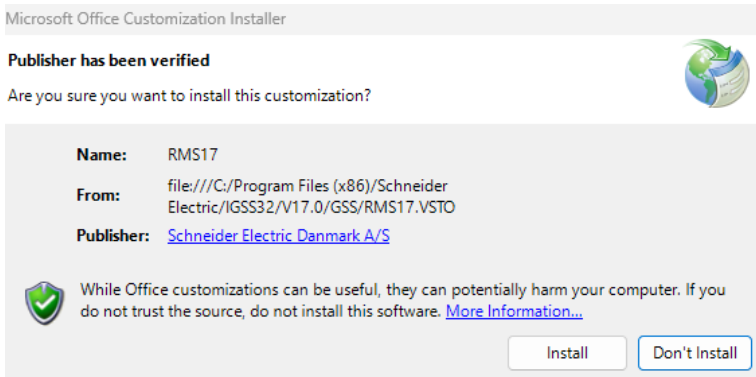 Microsoft Office Customization Installer
Publisher has been verified
Are you sure you want to install this customization?
Name: RMS17
From: file:///C:/Program Files (x86)/Schneider
Electric/IGSS32/V17.0/GSS/RMS17.VSTO
Publisher: Schneider Electric Danmark A/S
While Office customizations can be useful, they can potentially harm your computer. If you
do not trust the source, do not install this software. More Information...
Install Don't Install